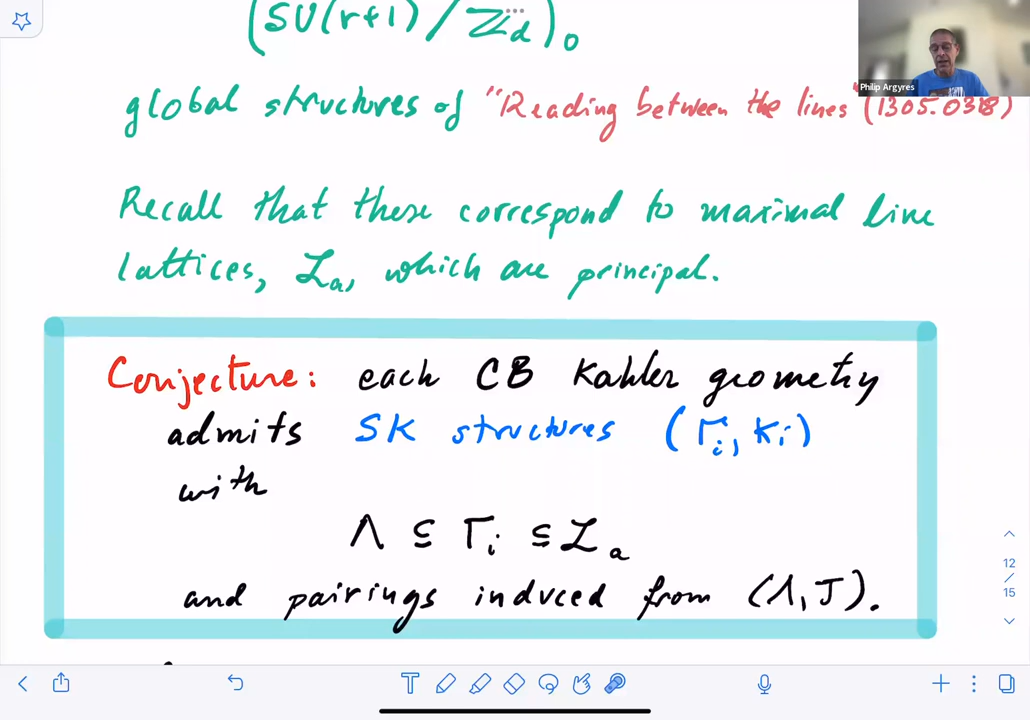 (SU(r+1)/ℤd)₀
Philip Argyres
global structures of "Reading between the lines (1305.0318)
Recall that these correspond to maximal line
lattices, ℒₐ, which are principal.
Conjecture: each CB Kahler geometry
admits SK structures (Γᵢ, Kᵢ)
with
Λ ⊆ Γᵢ ⊆ ℒₐ
and pairings induced from (Λ, J).
12
/
15
T